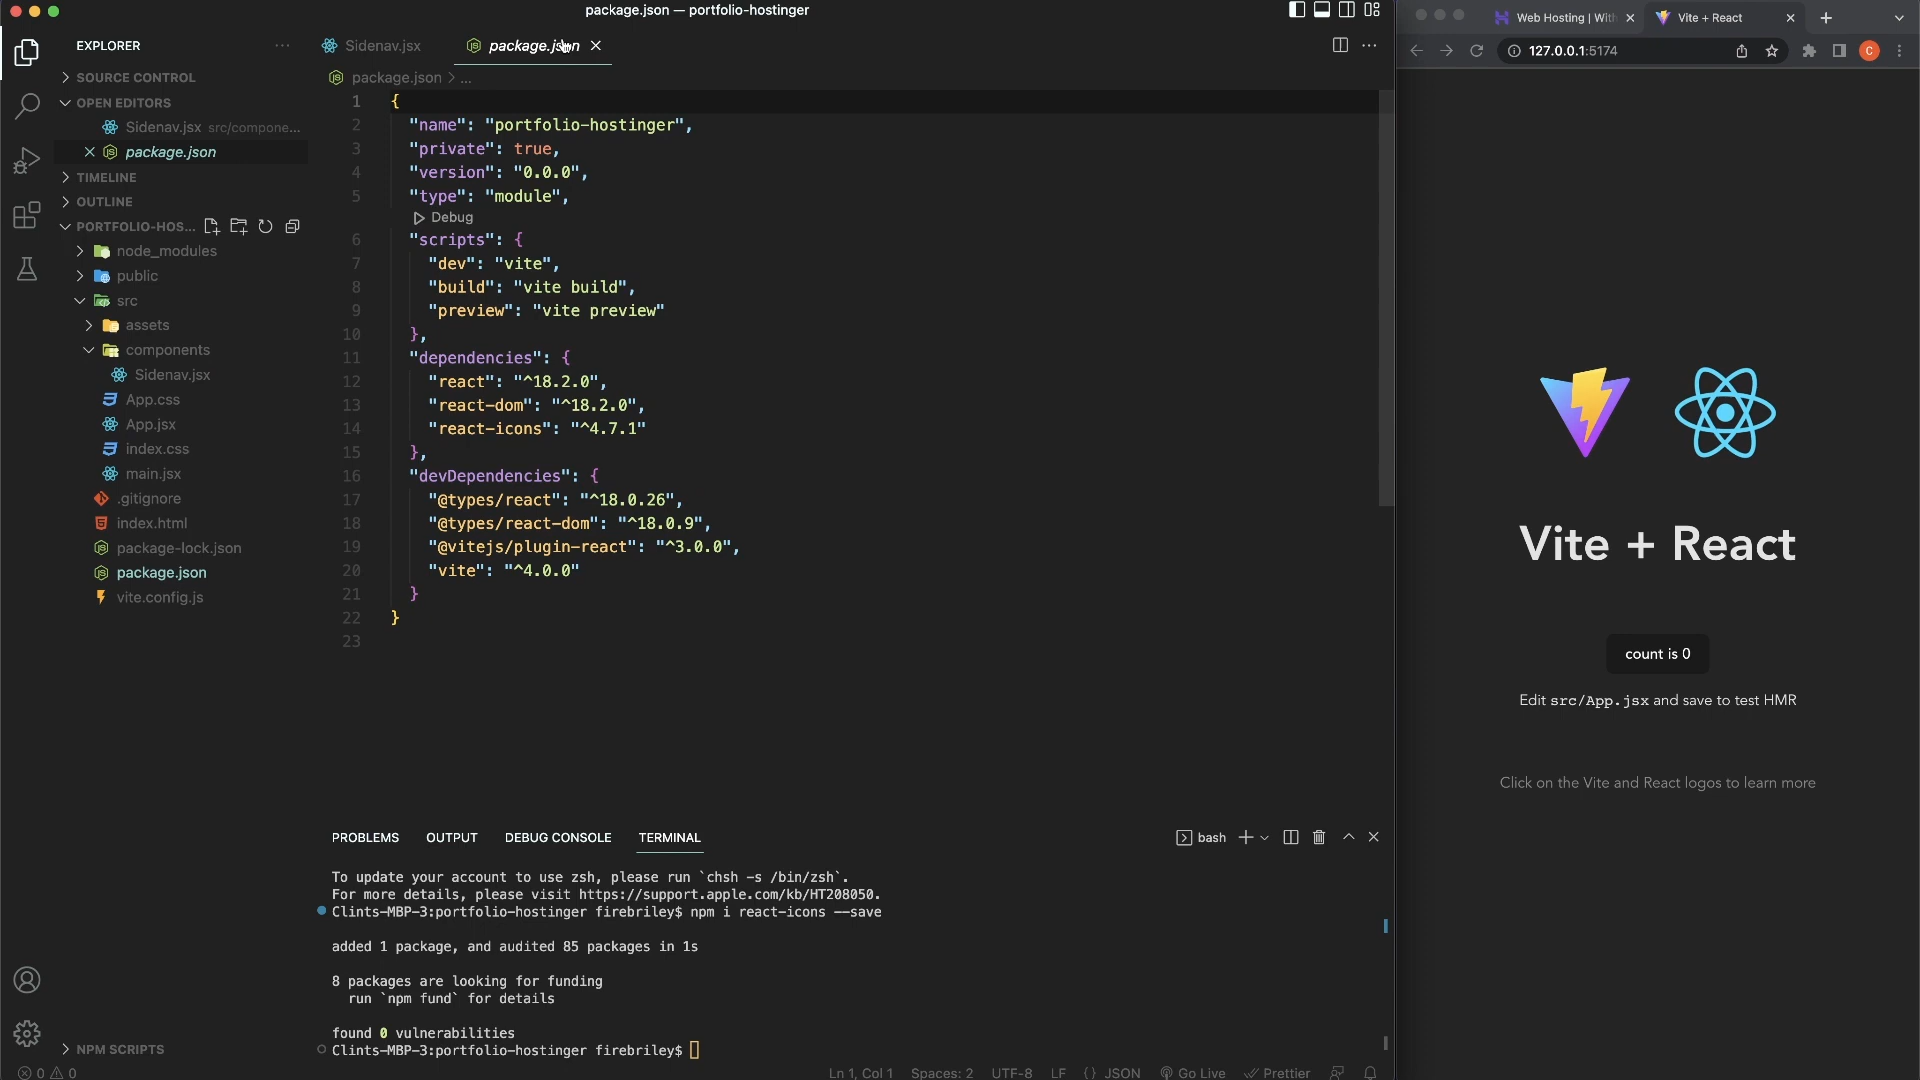 package.json — portfolio-hostinger
EXPLORER
SOURCE CONTROL
OPEN EDITORS
Sidenav.jsx src/compone...
package.json
TIMELINE
OUTLINE
PORTFOLIO-HOS...
node_modules
public
src
assets
components
Sidenav.jsx
App.css
App.jsx
index.css
main.jsx
.gitignore
index.html
package-lock.json
package.json
vite.config.js
NPM SCRIPTS
Sidenav.jsx
package.json
package.json > ...
1 {
2 "name": "portfolio-hostinger",
3 "private": true,
4 "version": "0.0.0",
5 "type": "module",
Debug
6 "scripts": {
7 "dev": "vite",
8 "build": "vite build",
9 "preview": "vite preview"
10 },
11 "dependencies": {
12 "react": "^18.2.0",
13 "react-dom": "^18.2.0",
14 "react-icons": "^4.7.1"
15 },
16 "devDependencies": {
17 "@types/react": "^18.0.26",
18 "@types/react-dom": "^18.0.9",
19 "@vitejs/plugin-react": "^3.0.0",
20 "vite": "^4.0.0"
21 }
22 }
23
PROBLEMS OUTPUT DEBUG CONSOLE TERMINAL
bash
To update your account to use zsh, please run `chsh -s /bin/zsh`.
For more details, please visit https://support.apple.com/kb/HT208050.
Clints-MBP-3:portfolio-hostinger firebriley$ npm i react-icons --save
added 1 package, and audited 85 packages in 1s
8 packages are looking for funding
run `npm fund` for details
found 0 vulnerabilities
Clints-MBP-3:portfolio-hostinger firebriley$
0 0
Ln 1, Col 1 Spaces: 2 UTF-8 LF {} JSON Go Live Prettier
Web Hosting | With
Vite + React
127.0.0.1:5174
C
Vite + React
count is 0
Edit src/App.jsx and save to test HMR
Click on the Vite and React logos to learn more